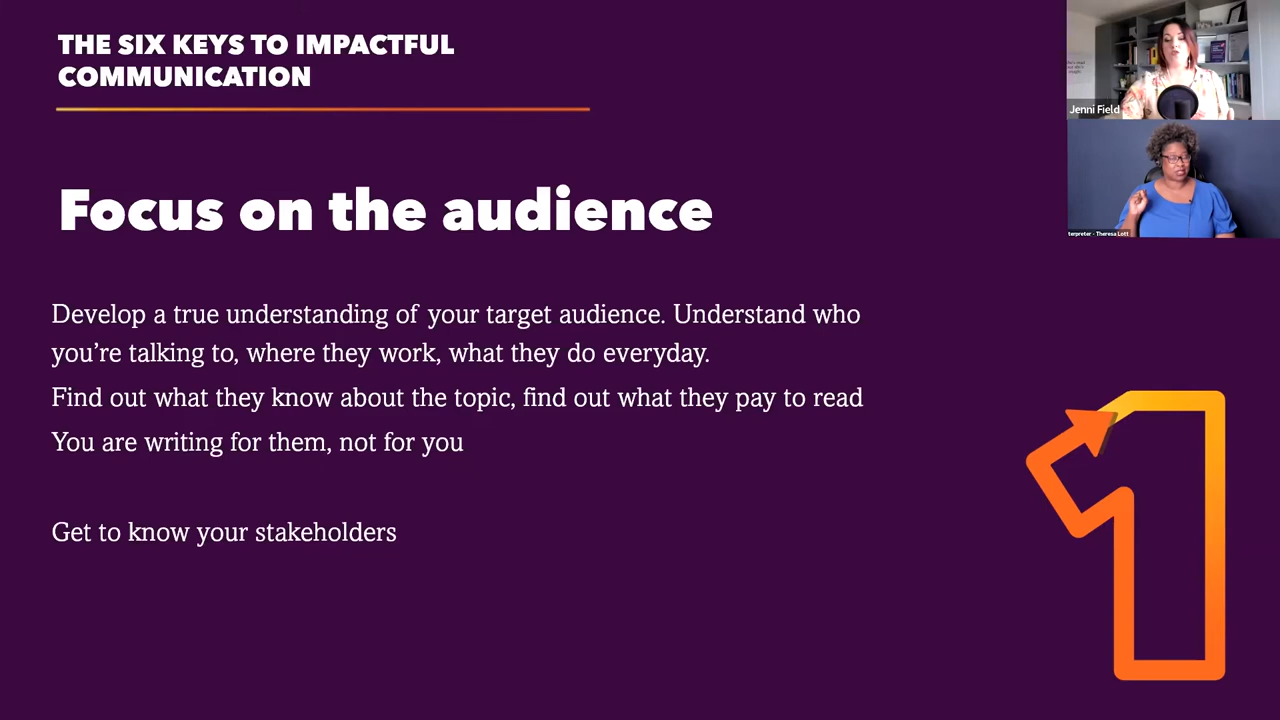 THE SIX KEYS TO IMPACTFUL
COMMUNICATION
Focus on the audience
Develop a true understanding of your target audience. Understand who
you’re talking to, where they work, what they do everyday.
Find out what they know about the topic, find out what they pay to read
You are writing for them, not for you
Get to know your stakeholders
1
Jenni Field
terpreter - Theresa Lott